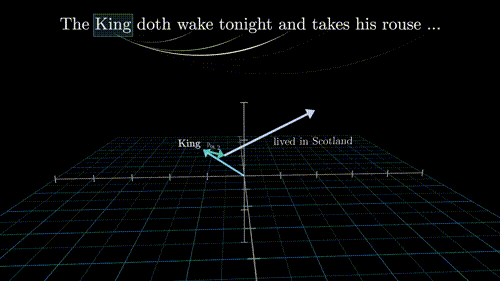 The King doth wake tonight and takes his rouse ...
King
lived in Scotland